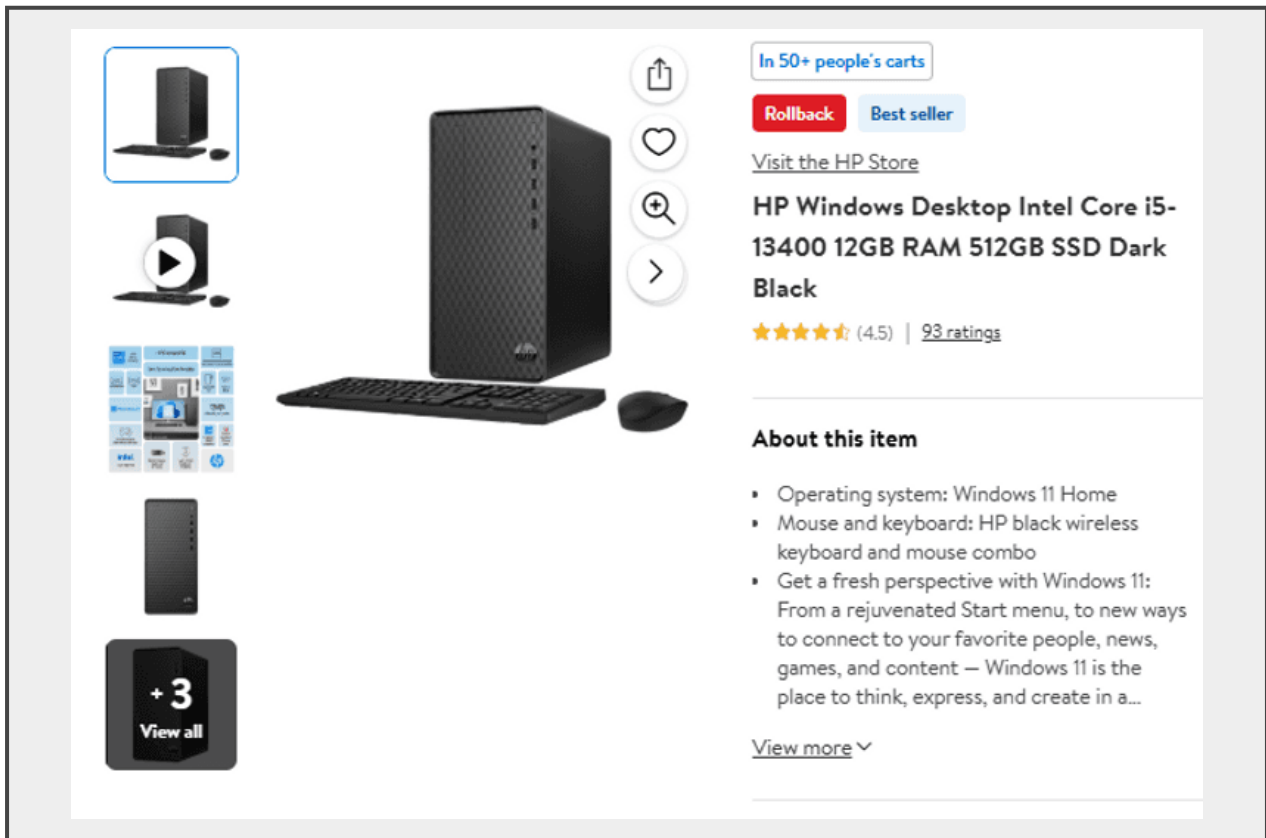 In 50+ people's carts
Rollback
Best seller
Visit the HP Store
HP Windows Desktop Intel Core i5-
13400 12GB RAM 512GB SSD Dark
Black
(4.5) | 93 ratings
About this item
• Operating system: Windows 11 Home
• Mouse and keyboard: HP black wireless
keyboard and mouse combo
• Get a fresh perspective with Windows 11:
From a rejuvenated Start menu, to new ways
to connect to your favorite people, news,
games, and content — Windows 11 is the
place to think, express, and create in a...
View more
intel
+ 3
View all